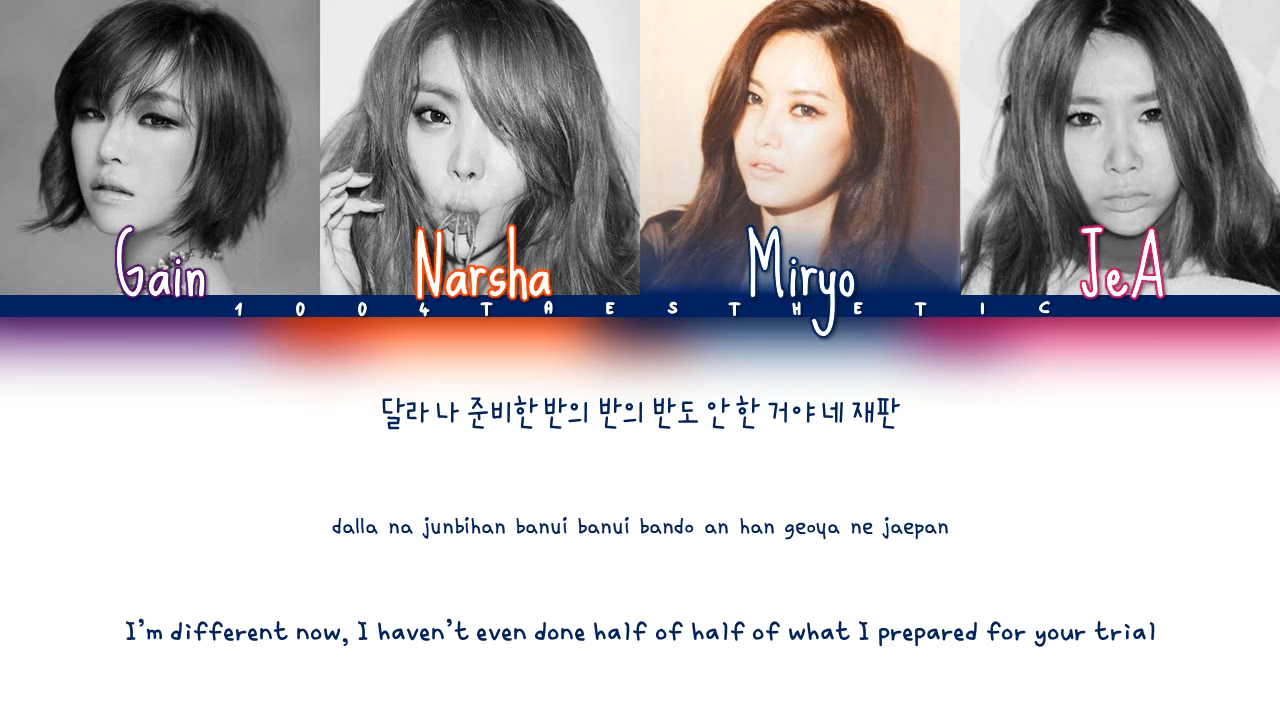 Gain Narsha Miryo JeA
1004TAESTHETIC
달라 나 준비한 반의 반의 반도 안 한 거야 네 재판
dalla na junbihan banui banui bando an han geoya ne jaepan
I'm different now, I haven't even done half of half of what I prepared for your trial